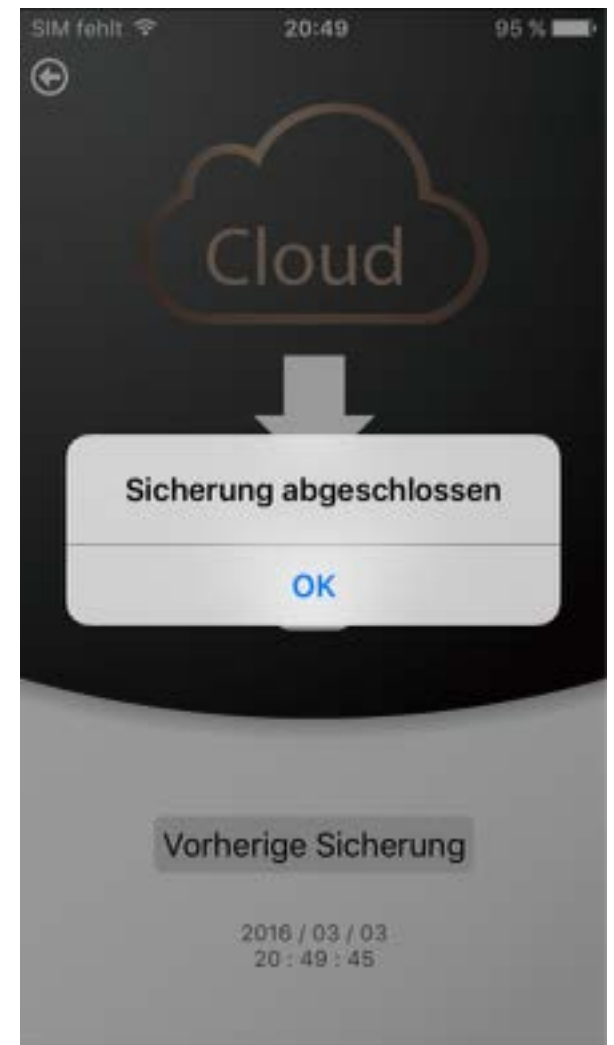 SIM fehlt 20:49 95 %
Cloud
Sicherung abgeschlossen
OK
Vorherige Sicherung
2016 / 03 / 03
20 : 49 : 45